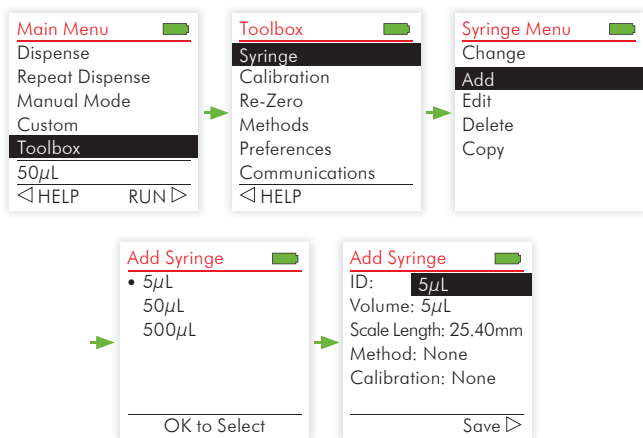 Main Menu
Dispense
Repeat Dispense
Manual Mode
Custom
Toolbox
50µL
◁ HELP RUN ▷
Toolbox
Syringe
Calibration
Re-Zero
Methods
Preferences
Communications
◁ HELP
Syringe Menu
Change
Add
Edit
Delete
Copy
Add Syringe
• 5µL
50µL
500µL
OK to Select
Add Syringe
ID: 5µL
Volume: 5µL
Scale Length: 25.40mm
Method: None
Calibration: None
Save ▷